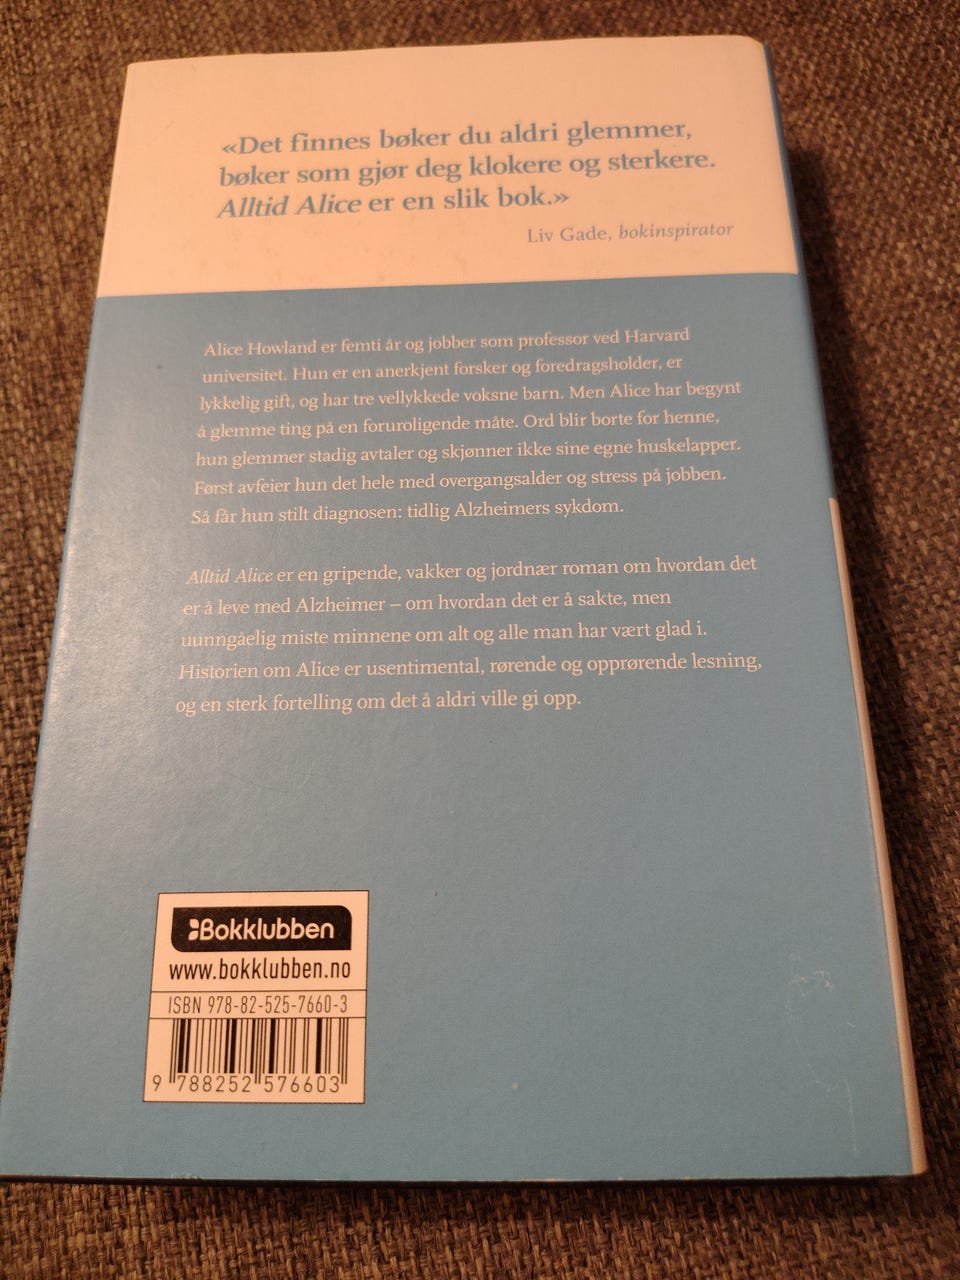 «Det finnes bøker du aldri glemmer,
bøker som gjør deg klokere og sterkere.
Alltid Alice er en slik bok.»
Liv Gade, bokinspirator
Alice Howland er femti år og jobber som professor ved Harvard
universitet. Hun er en anerkjent forsker og foredragsholder, er
lykkelig gift, og har tre vellykkede voksne barn. Men Alice har begynt
å glemme ting på en foruroligende måte. Ord blir borte for henne,
hun glemmer stadig avtaler og skjønner ikke sine egne huskelapper.
Først avfeier hun det hele med overgangsalder og stress på jobben.
Så får hun stilt diagnosen: tidlig Alzheimers sykdom.
Alltid Alice er en gripende, vakker og jordnær roman om hvordan det
er å leve med Alzheimer – om hvordan det er å sakte, men
uunngåelig miste minnene om alt og alle man har vært glad i.
Historien om Alice er usentimental, rørende og opprørende lesning,
og en sterk fortelling om det å aldri ville gi opp.
Bokklubben
www.bokklubben.no
ISBN 978-82-525-7660-3
9 788252 576603